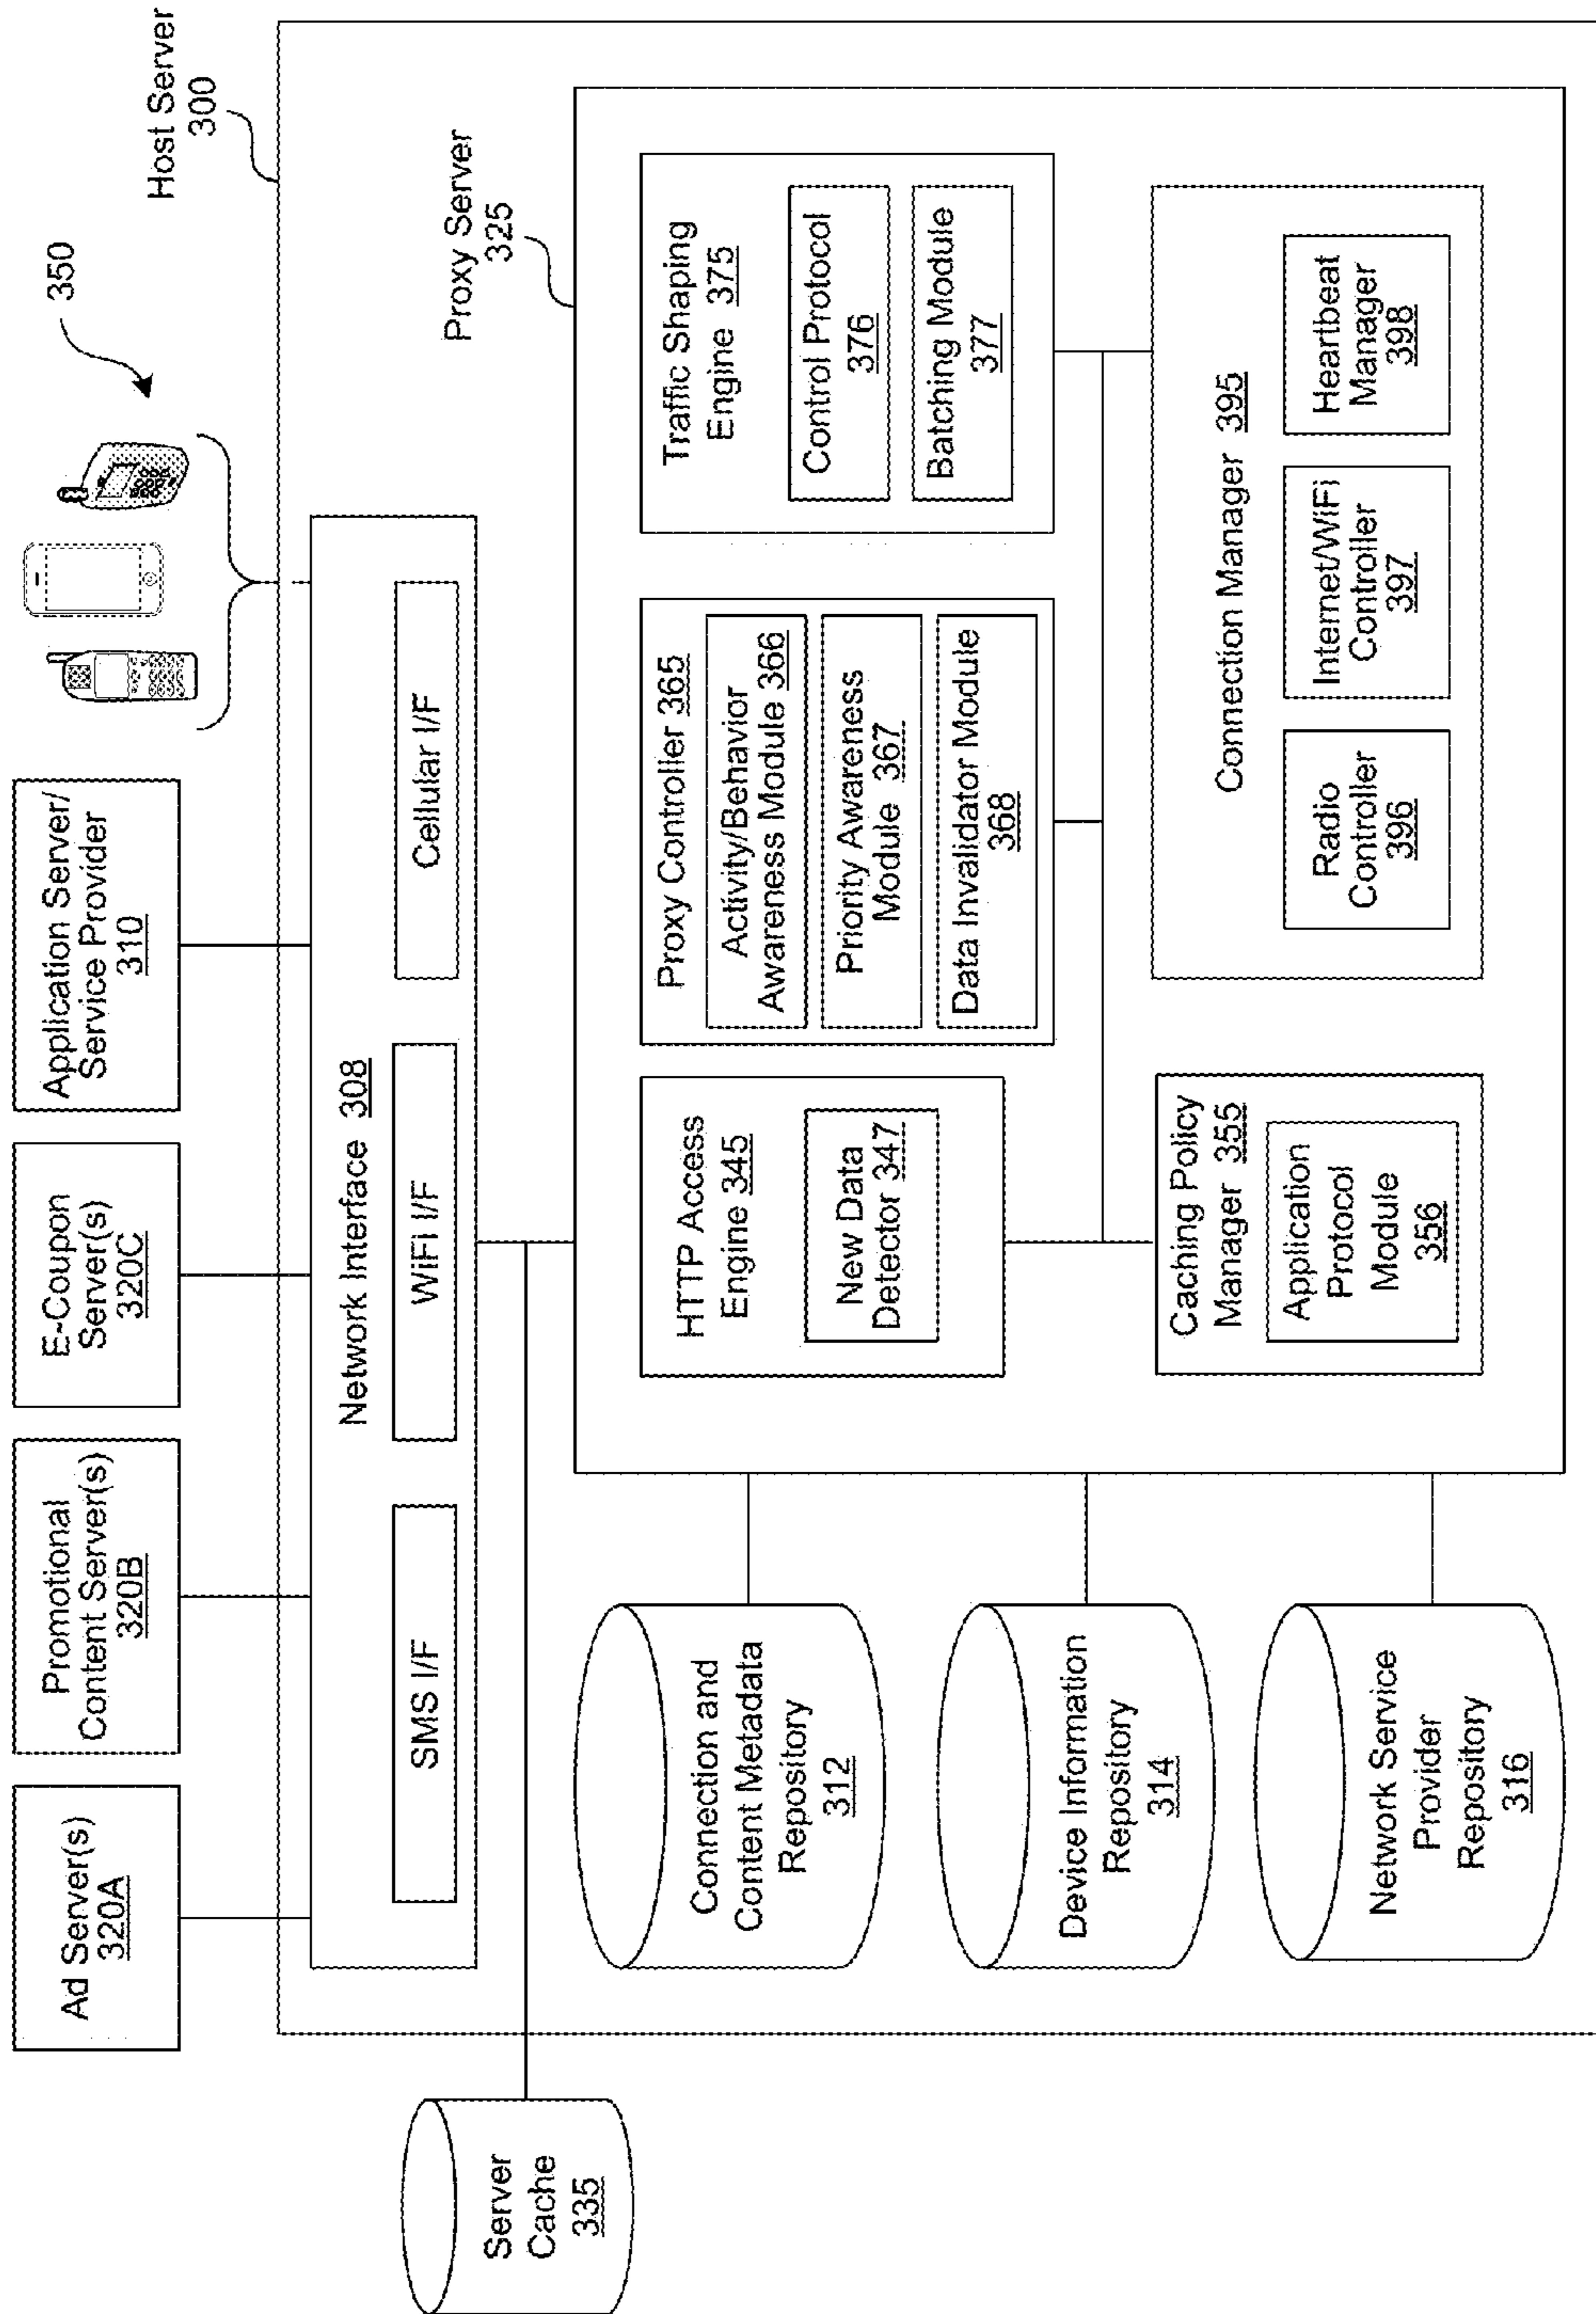 Ad Server(s)
320A
Promotional
Content Server(s)
320B
E-Coupon
Server(s)
320C
Application Server/
Service Provider
310
350
Host Server
300
Network Interface 308
SMS I/F
WiFi I/F
Cellular I/F
Server
Cache
335
Proxy Server
325
Connection and
Content Metadata
Repository
312
Device Information
Repository
314
Network Service
Provider
Repository
316
HTTP Access
Engine 345
New Data
Detector 347
Proxy Controller 365
Activity/Behavior
Awareness Module 366
Priority Awareness
Module 367
Data Invalidator Module
368
Traffic Shaping
Engine 375
Control Protocol
376
Batching Module
377
Caching Policy
Manager 355
Application
Protocol
Module
356
Connection Manager 395
Radio
Controller
396
Internet/WiFi
Controller
397
Heartbeat
Manager
398